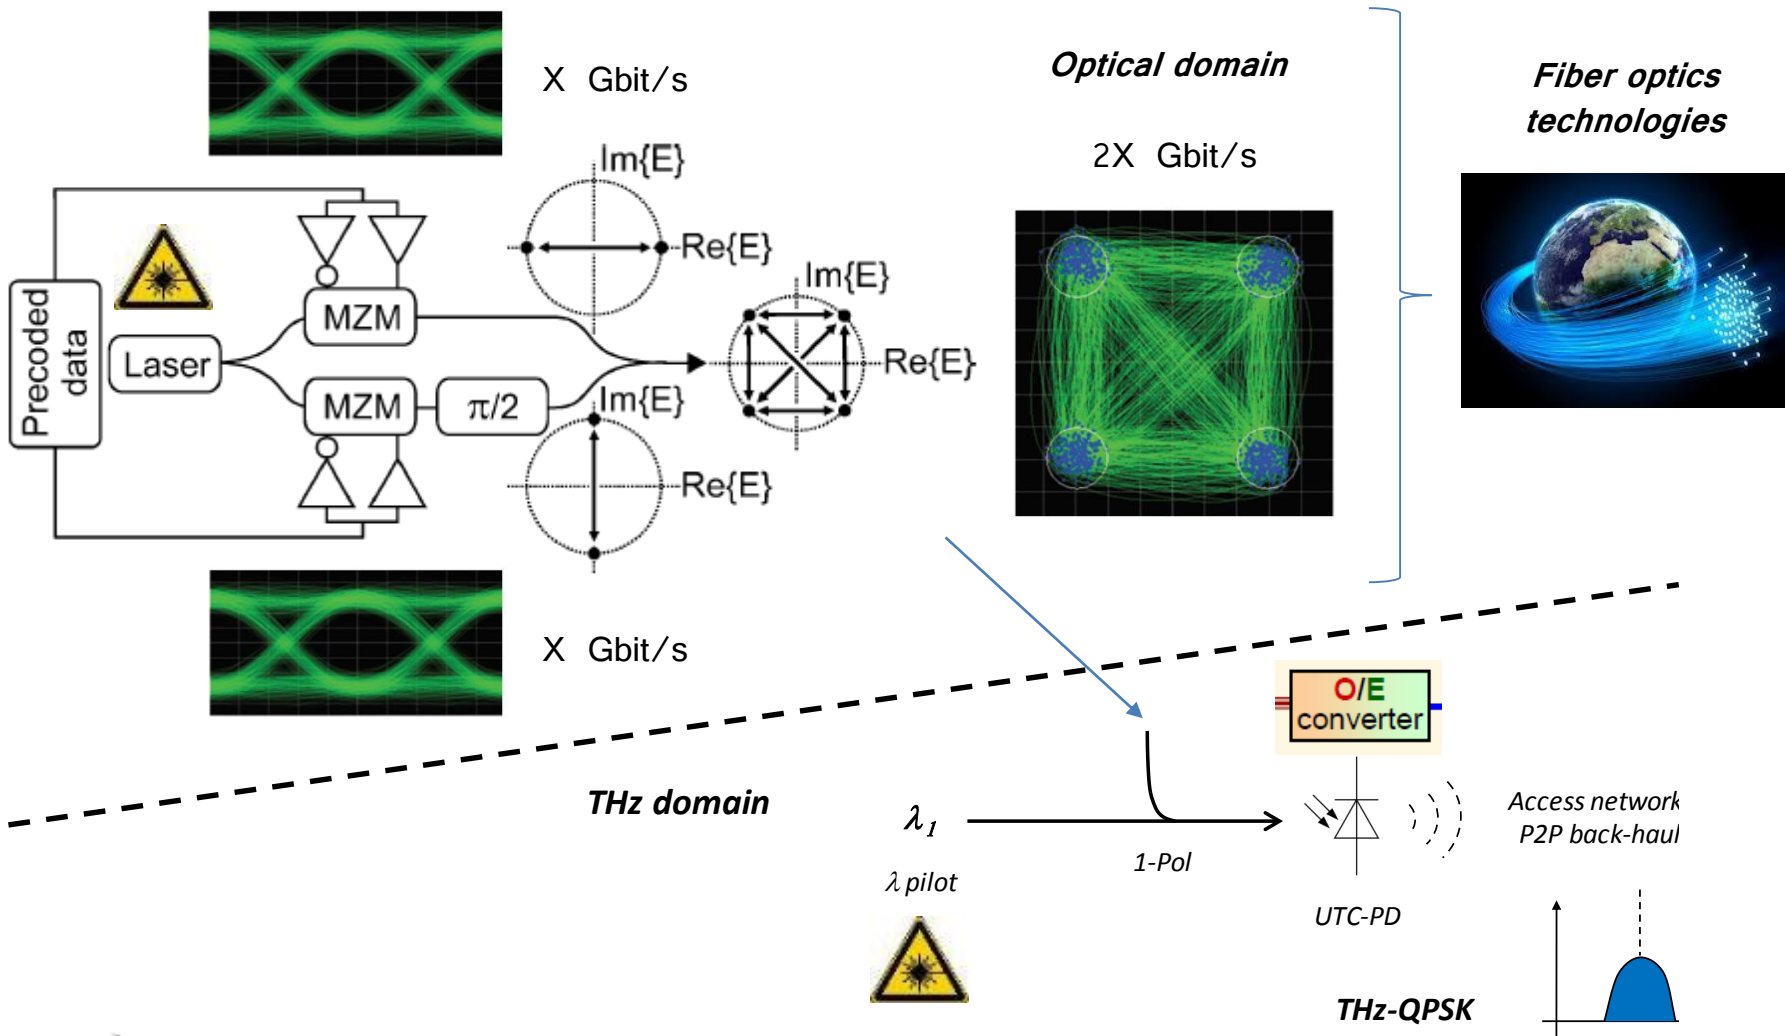 X Gbit/s
Optical domain
Fiber optics
technologies
2X Gbit/s
Im{E}
Re{E}
Im{E}
Re{E}
Precoded
data
Laser
MZM
MZM
π/2
Im{E}
Re{E}
X Gbit/s
O/E
converter
THz domain
λ1
1-Pol
λ pilot
Access network
P2P back-haul
UTC-PD
THz-QPSK